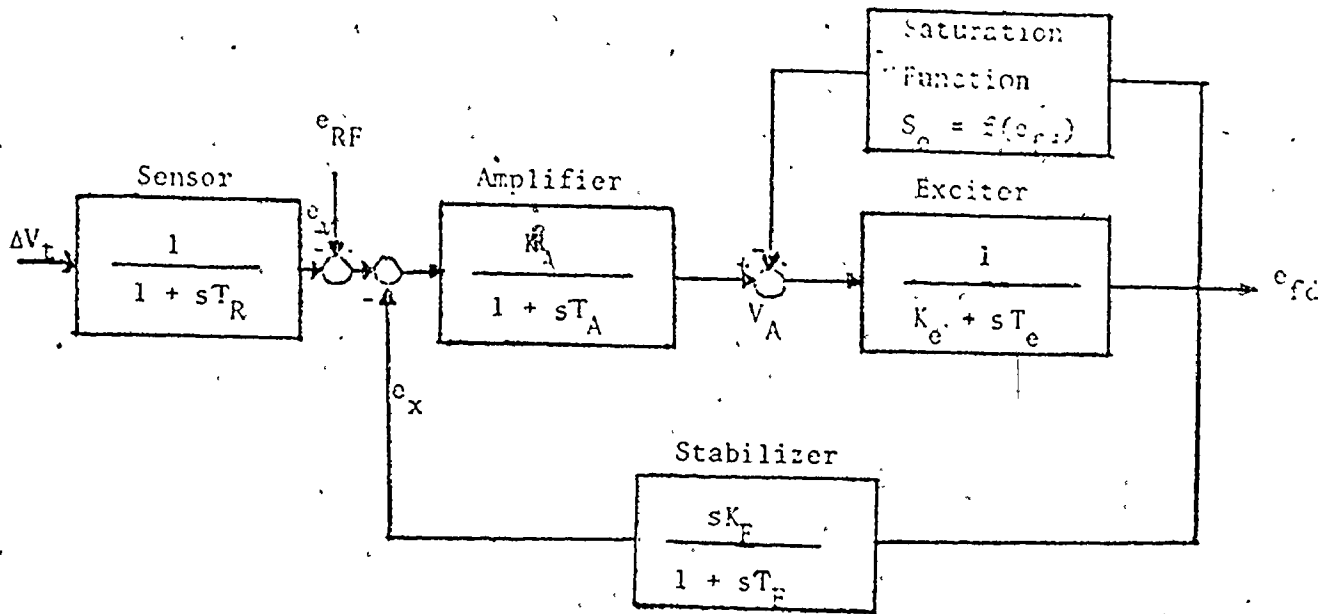 Saturation
Function
S_e = f(e_fd)
e_RF
Sensor
Amplifier
Exciter
ΔV_t
1
1 + sT_R
e_1
K_A
1 + sT_A
V_A
1
K_e + sT_e
e_fd
e_x
Stabilizer
sK_F
1 + sT_F